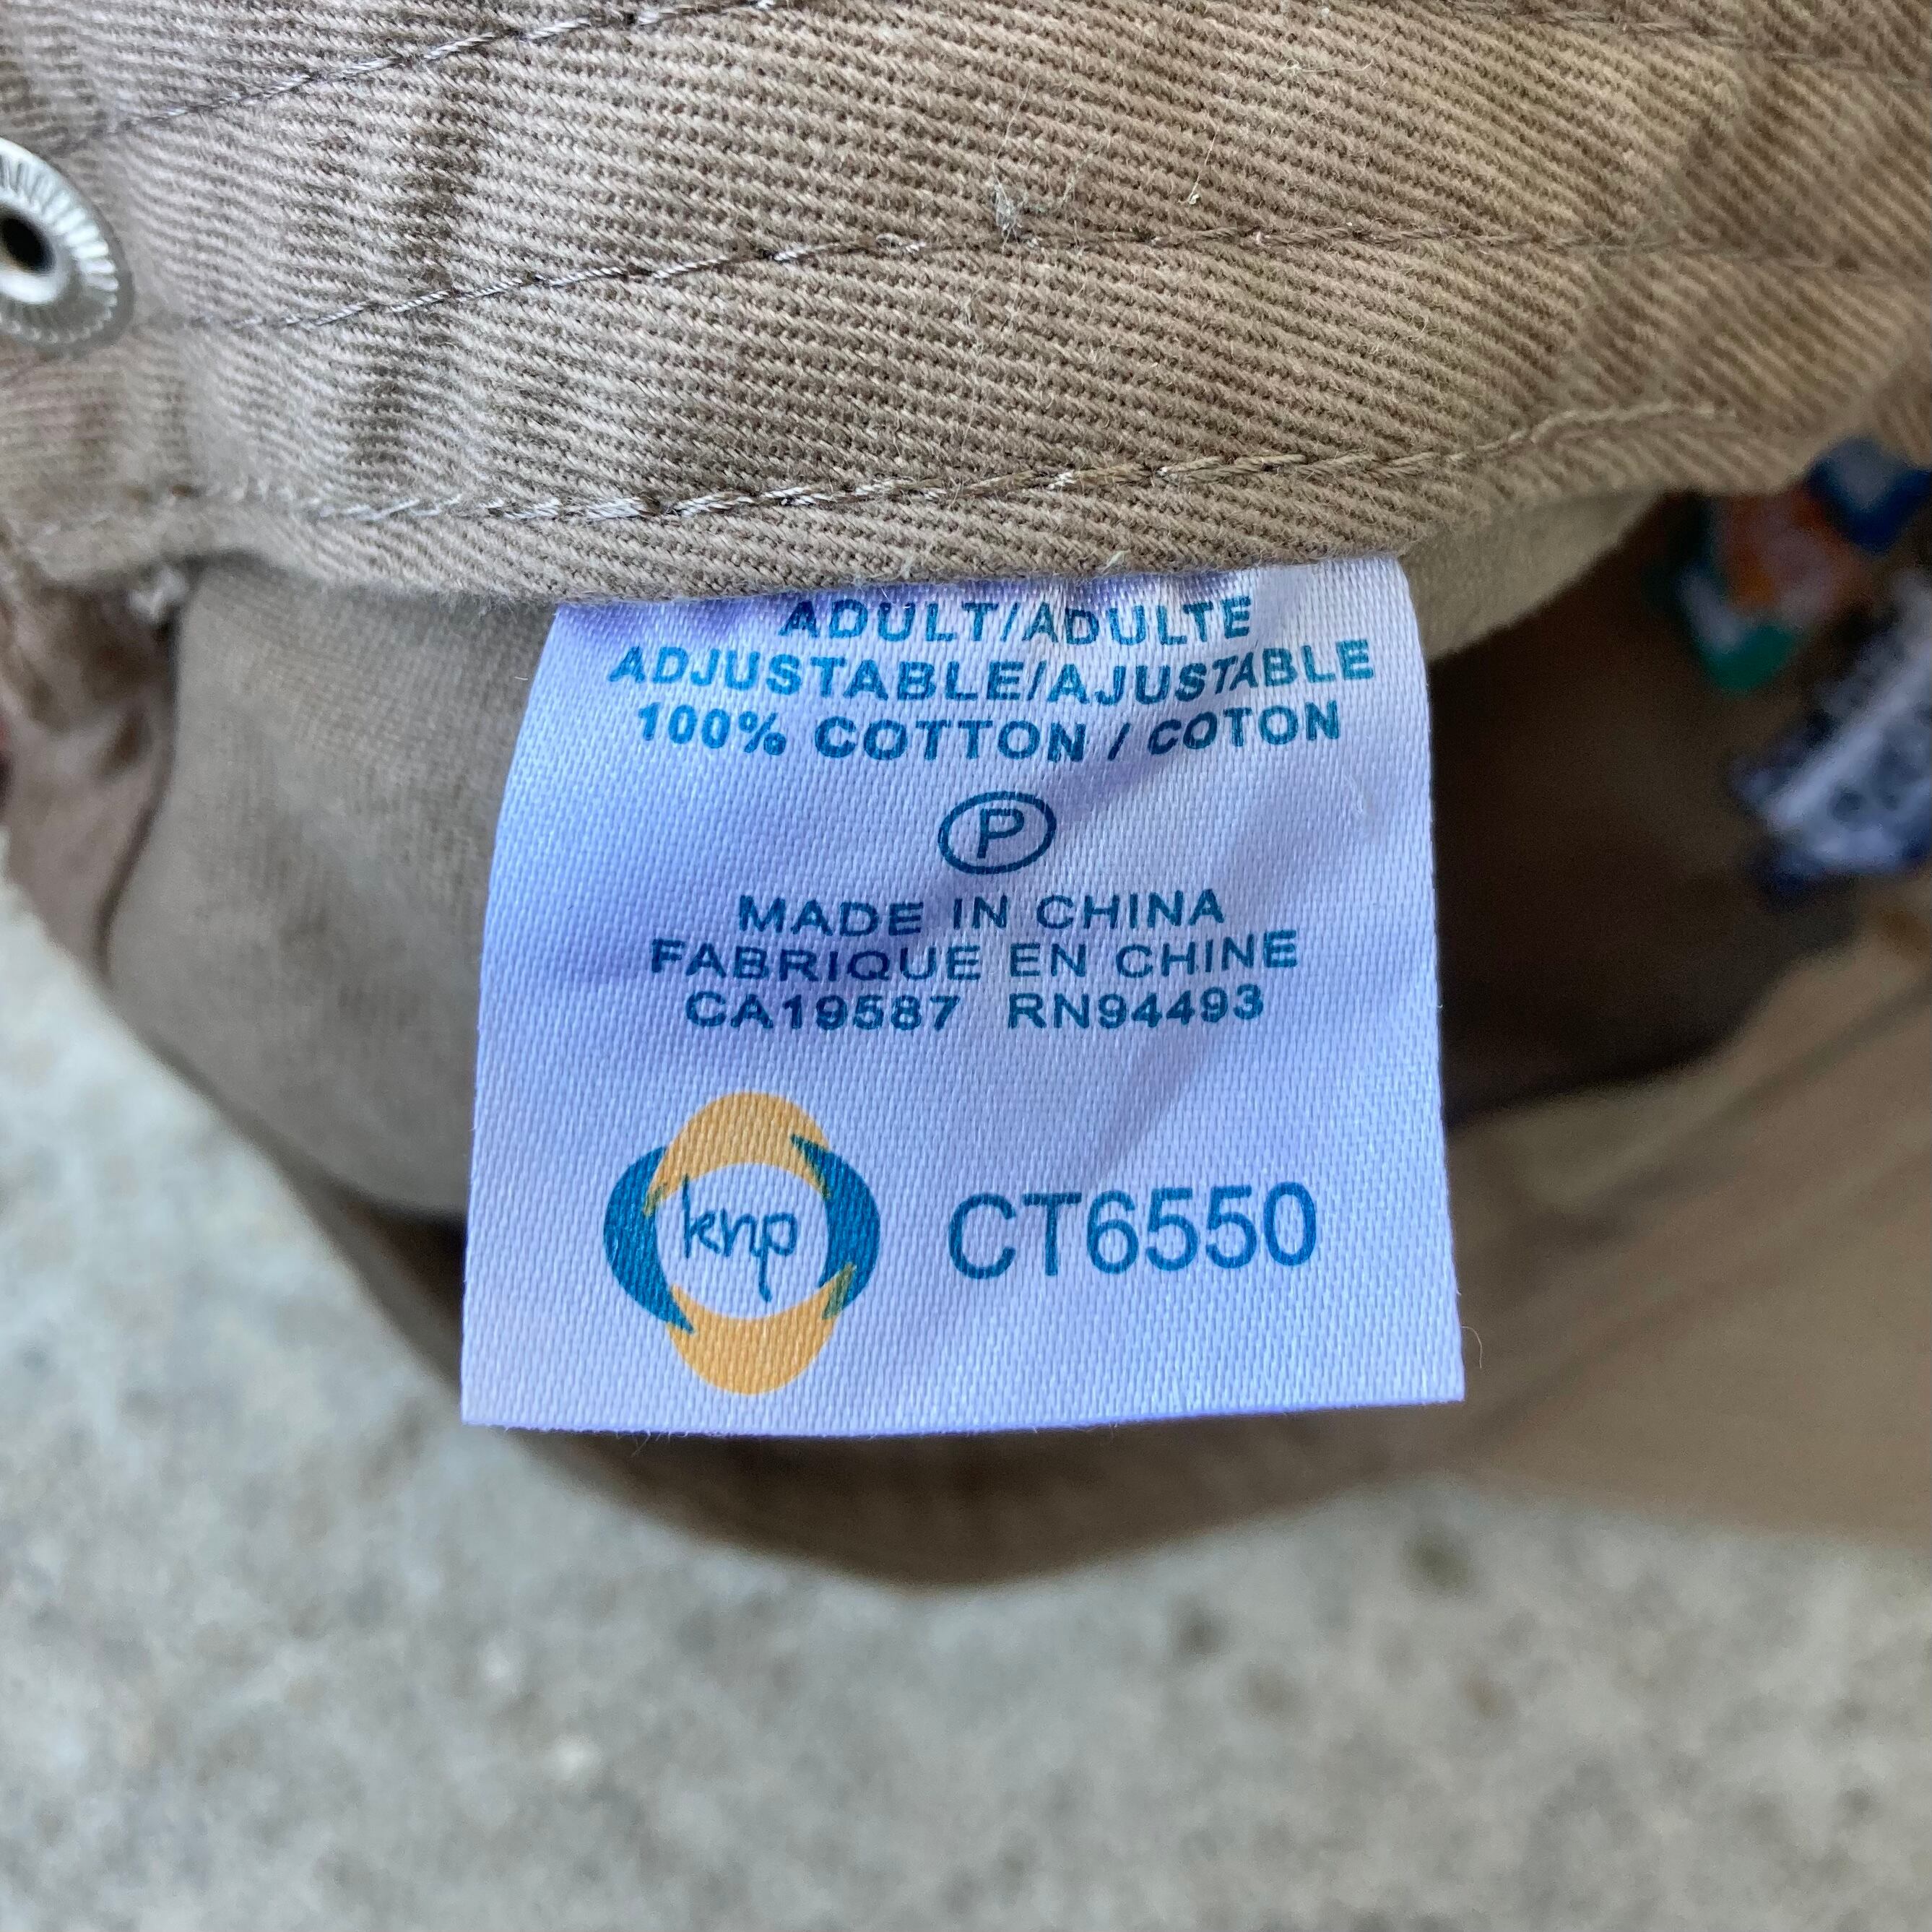 ADULT/ADULTE
ADJUSTABLE/AJUSTABLE
100% COTTON / COTON
P
MADE IN CHINA
FABRIQUE EN CHINE
CA19587 RN94493
knp CT6550